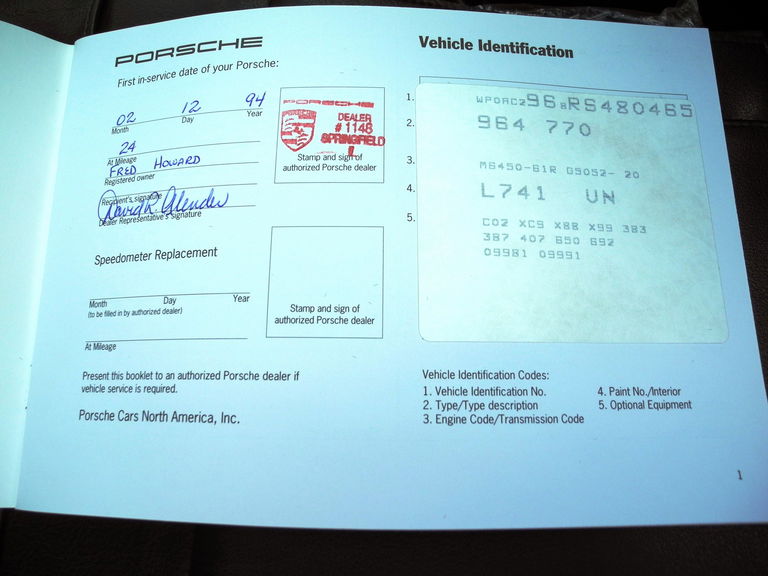 PORSCHE
First in-service date of your Porsche:
02 12 94
Month Day Year
24
At Mileage
FRED HOWARD
Registered owner
Recipient's signature
David R. Glender
Dealer Representative's Signature
PORSCHE
DEALER
# 1148
SPRINGFIELD
Stamp and sign of
authorized Porsche dealer
Speedometer Replacement
Month Day Year
(to be filled in by authorized dealer)
At Mileage
Stamp and sign of
authorized Porsche dealer
Present this booklet to an authorized Porsche dealer if
vehicle service is required.
Porsche Cars North America, Inc.
Vehicle Identification
1.
2. 964 770
3. M6450-61R G5052- 20
4. L741 UN
5. C02 XC9 X88 X99 383
387 407 650 692
09981 09991
Vehicle Identification Codes:
1. Vehicle Identification No.
2. Type/Type description
3. Engine Code/Transmission Code
4. Paint No./Interior
5. Optional Equipment
1